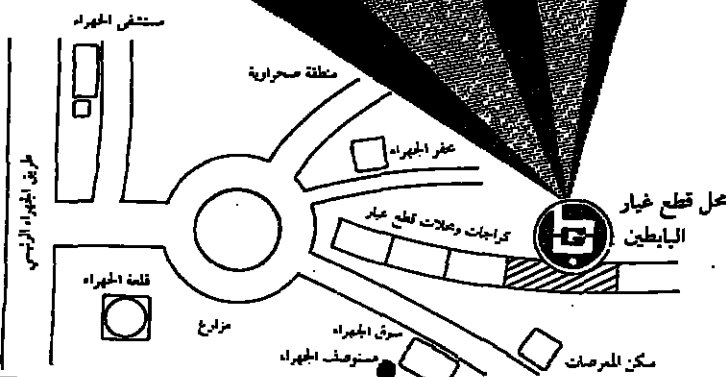 مستشفى الجهراء
منطقة صحراوية
طريق الجهراء الرئيسي
مخفر الجهراء
محل قطع غيار
البابطين
كراجات ومحلات قطع غيار
قلعة الجهراء
مزارع
سوق الجهراء
مستوصف الجهراء
سكن الممرضات